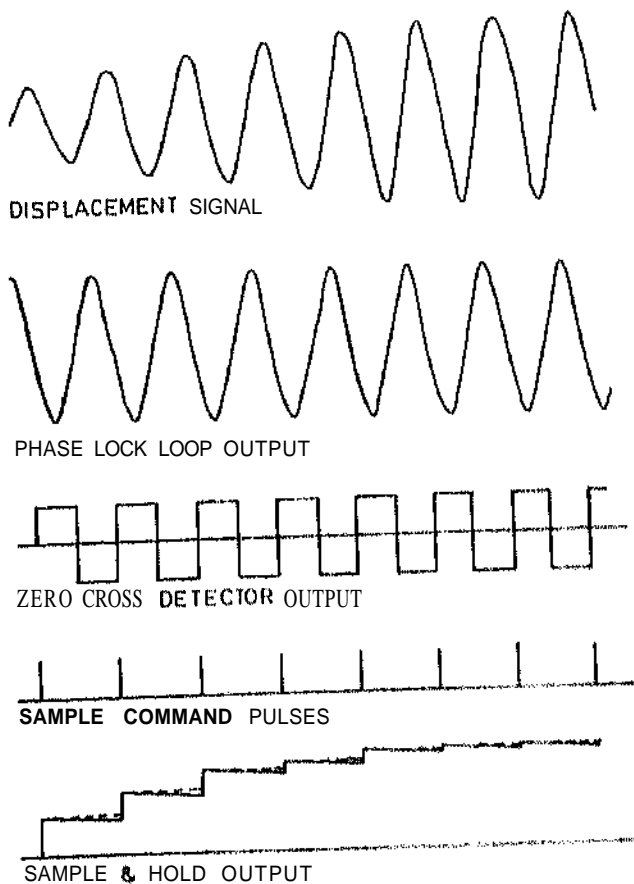 DISPLACEMENT SIGNAL
PHASE LOCK LOOP OUTPUT
ZERO CROSS DETECTOR OUTPUT
SAMPLE COMMAND PULSES
SAMPLE & HOLD OUTPUT